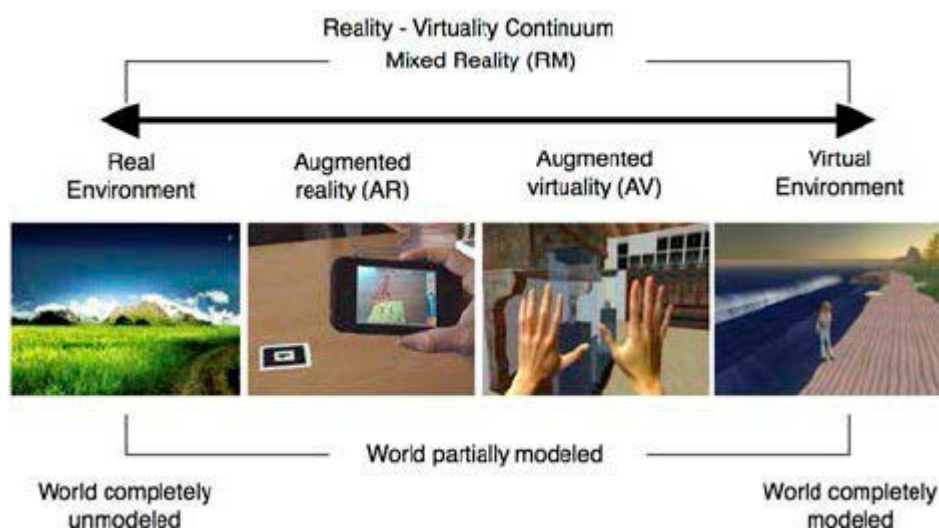 Reality - Virtuality Continuum
Mixed Reality (RM)
Real
Environment
Augmented
reality (AR)
Augmented
virtuality (AV)
Virtual
Environment
World partially modeled
World completely
unmodeled
World completely
modeled